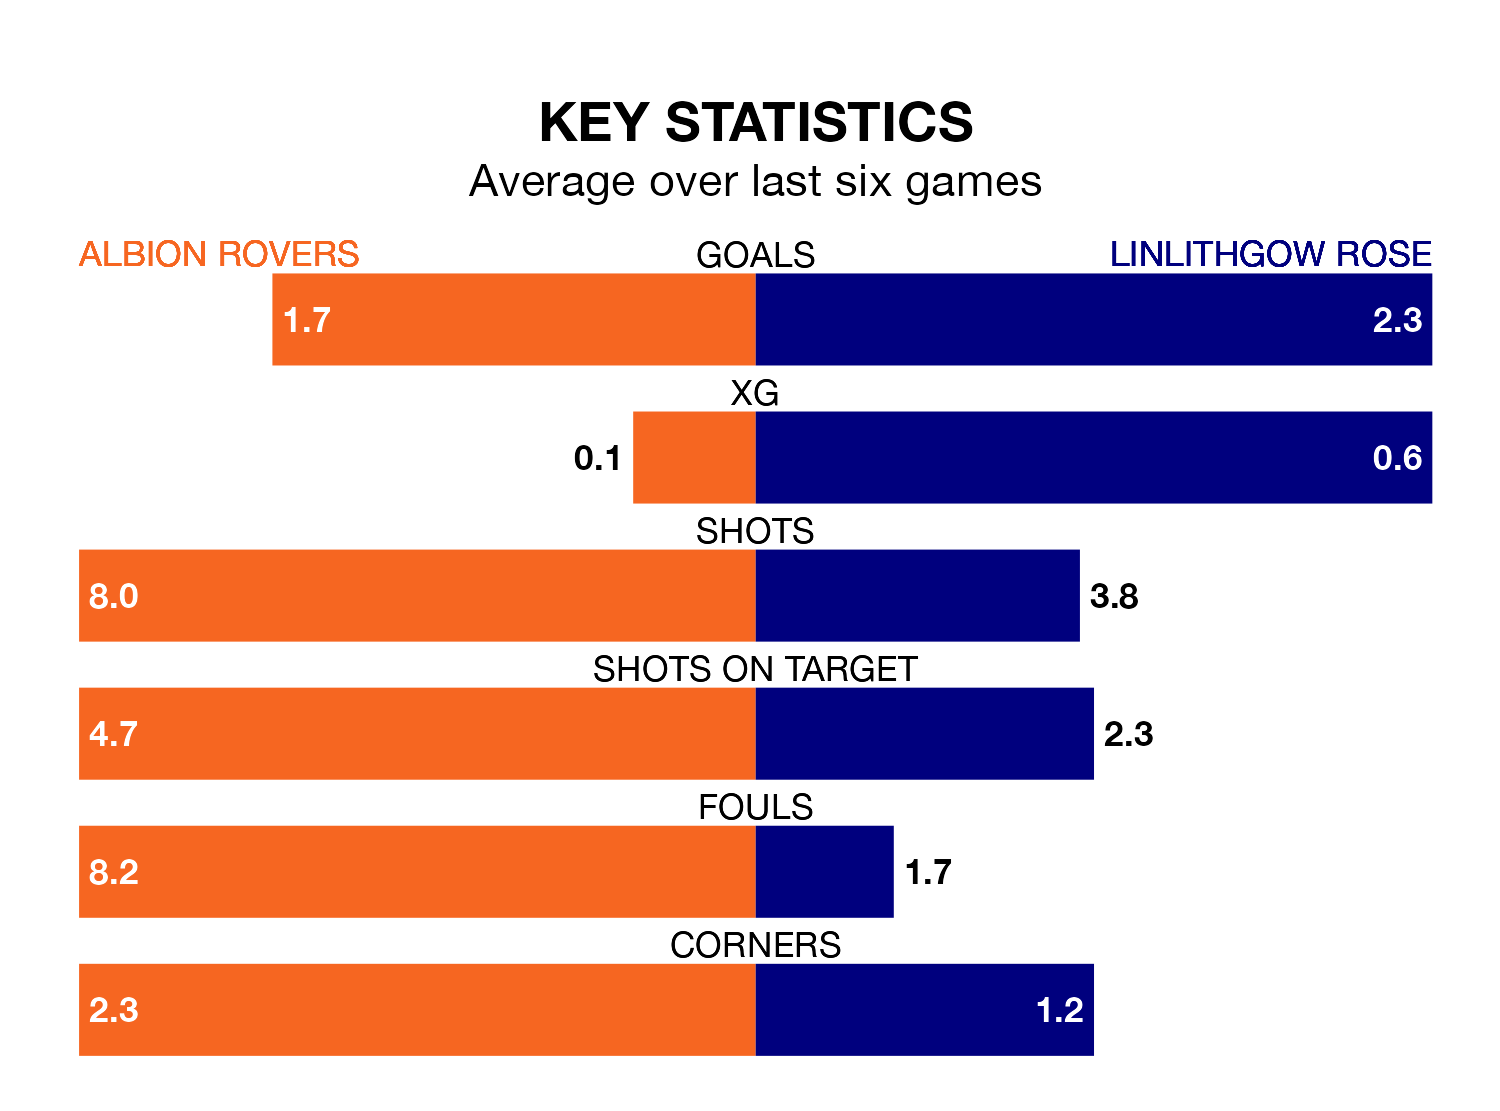 KEY STATISTICS
Average over last six games
ALBION ROVERS GOALS LINLITHGOW ROSE
1.7 2.3
XG
0.1 0.6
SHOTS
8.0 3.8
SHOTS ON TARGET
4.7 2.3
FOULS
8.2 1.7
CORNERS
2.3 1.2